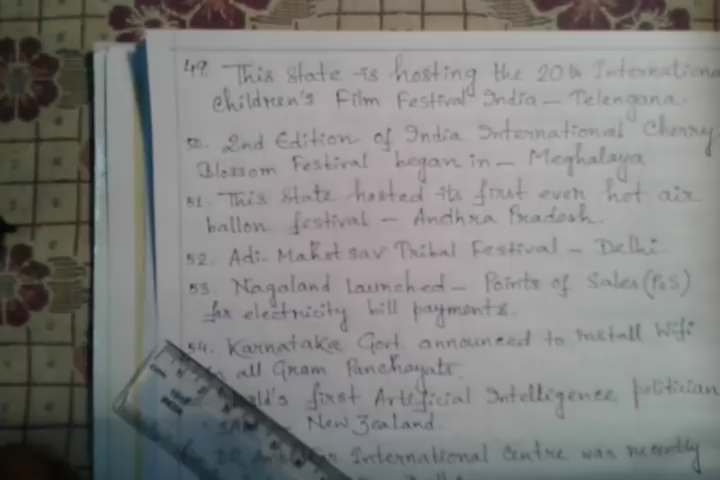 49. This state is hosting the 20th International
children's Film Festival India – Telengana.
50. 2nd Edition of India International Cherry
Blossom Festival began in – Meghalaya
51. This state hosted its first ever hot air
ballon festival – Andhra Pradesh.
52. Adi-Mahotsav Tribal Festival – Delhi
53. Nagaland launched – Points of Sales (PoS)
for electricity bill payments.
54. Karnataka Govt. announced to install Wifi
all Gram Panchayats.
first Artificial Intelligence politician
– New Zealand.
DR. International centre was recently